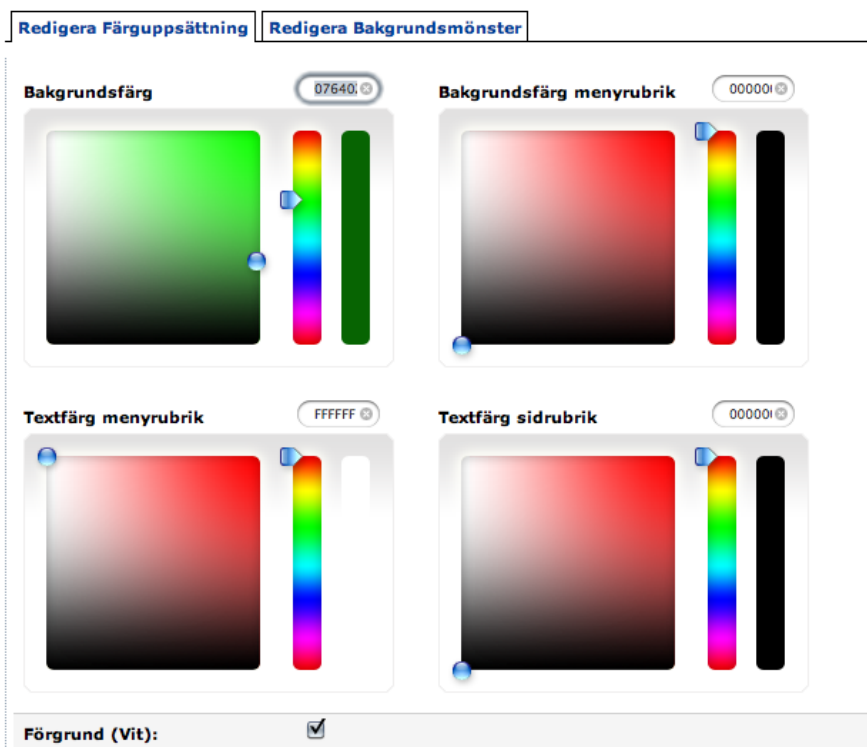 Redigera Färguppsättning Redigera Bakgrundsmönster
Bakgrundsfärg 07640 Bakgrundsfärg menyrubrik 00000
Textfärg menyrubrik FFFFFF Textfärg sidrubrik 00000
Förgrund (Vit):